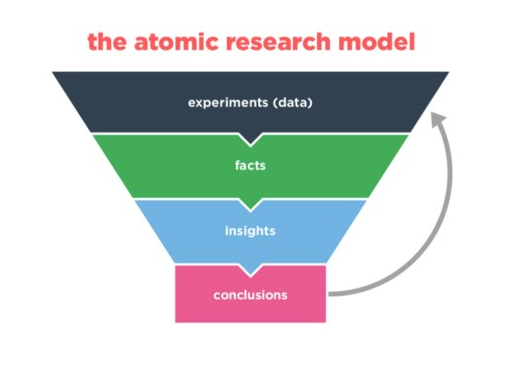 the atomic research model
experiments (data)
facts
insights
conclusions